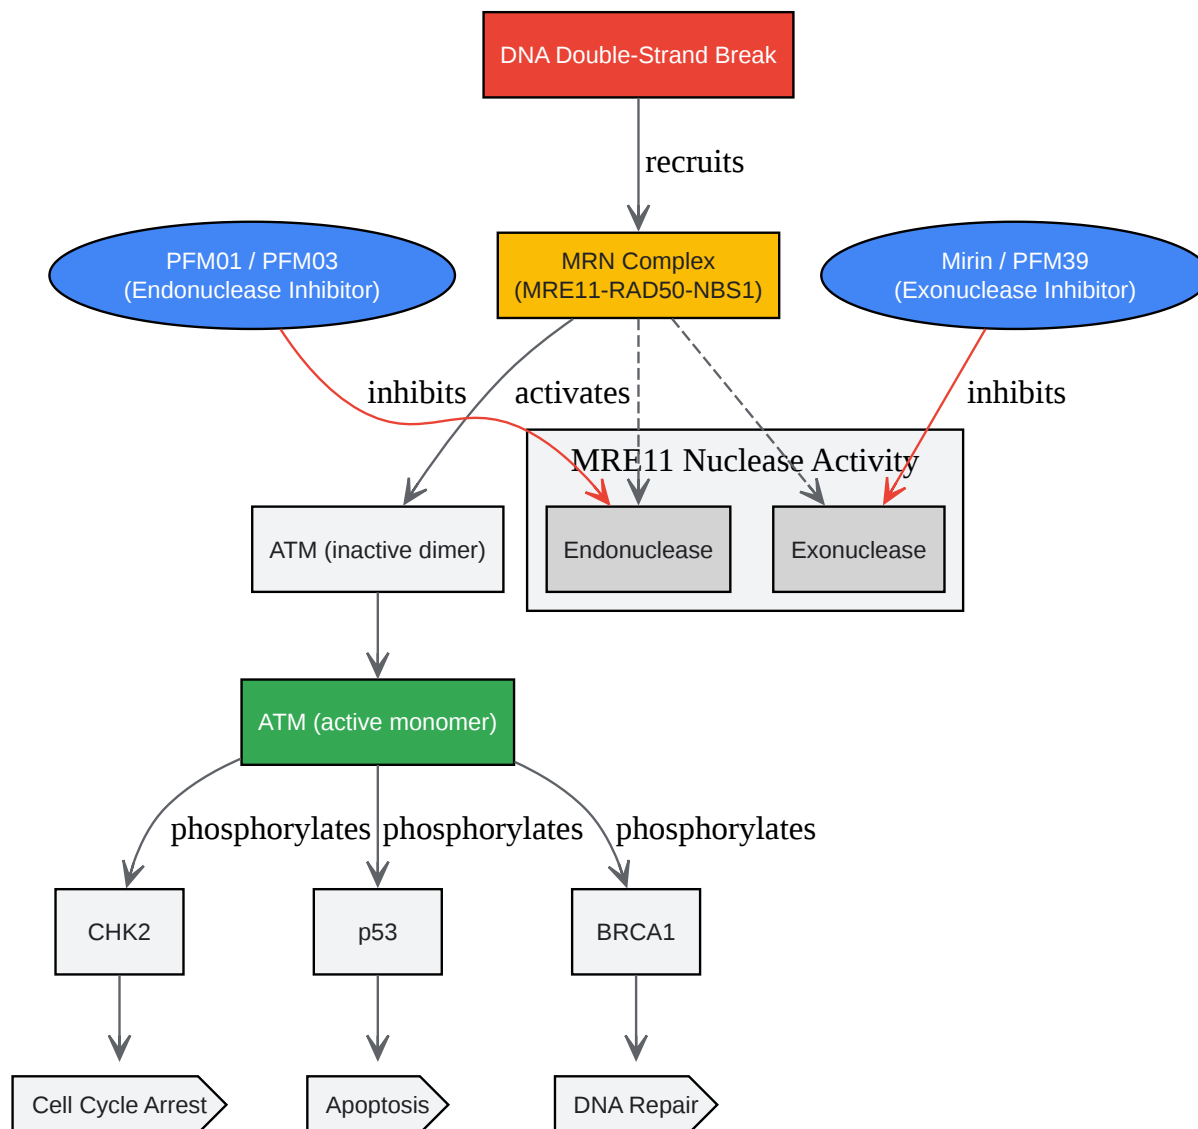 DNA Double-Strand Break
recruits
PFM01 / PFM03
(Endonuclease Inhibitor)
MRN Complex
(MRE11-RAD50-NBS1)
Mirin / PFM39
(Exonuclease Inhibitor)
inhibits
activates
inhibits
MRE11 Nuclease Activity
ATM (inactive dimer)
Endonuclease
Exonuclease
ATM (active monomer)
phosphorylates
phosphorylates
phosphorylates
CHK2
p53
BRCA1
Cell Cycle Arrest
Apoptosis
DNA Repair